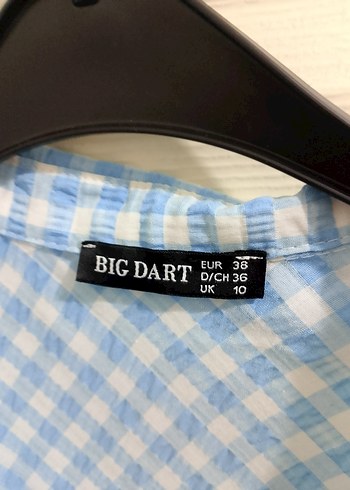 BIG DART
EUR 38
D/CH 36
UK 10